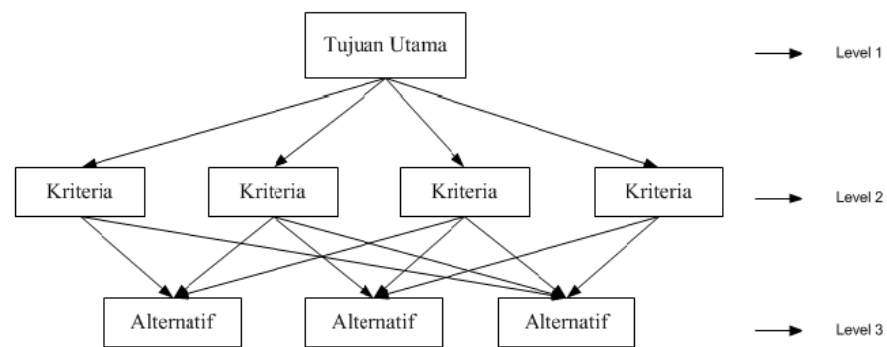 Tujuan Utama
Level 1
Kriteria
Kriteria
Kriteria
Kriteria
Level 2
Alternatif
Alternatif
Alternatif
Level 3